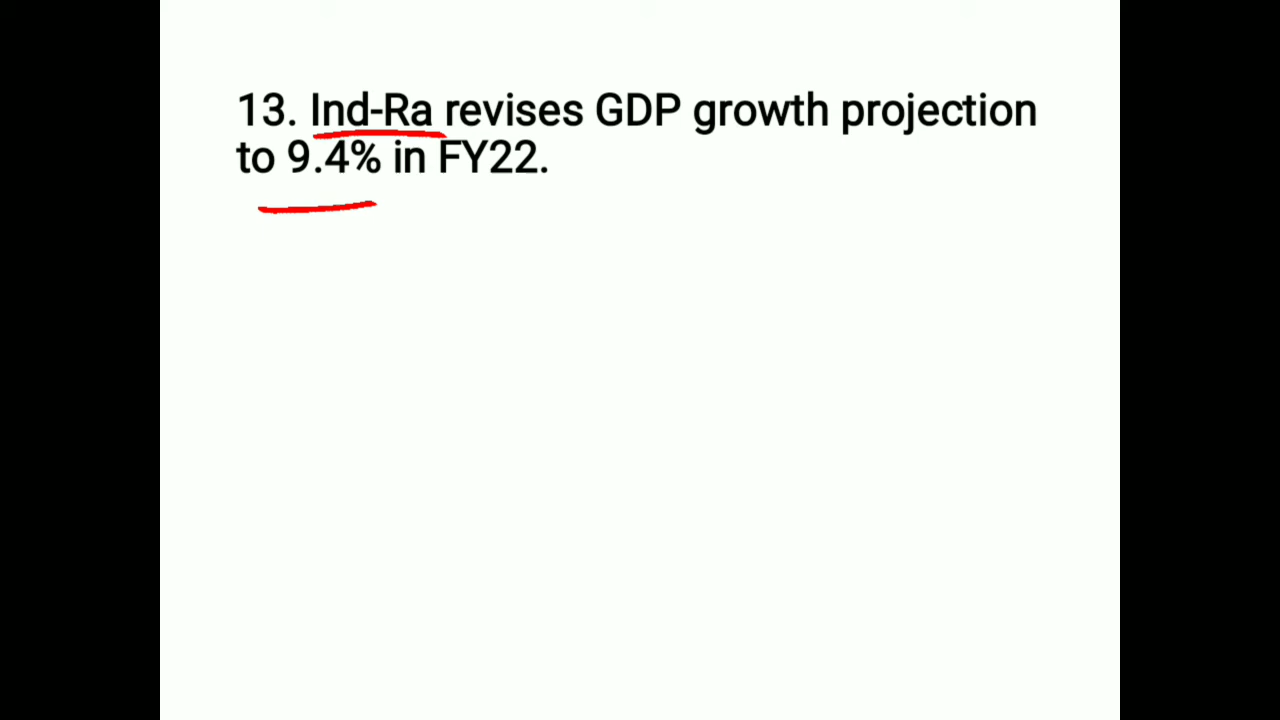 13. Ind-Ra revises GDP growth projection
to 9.4% in FY22.